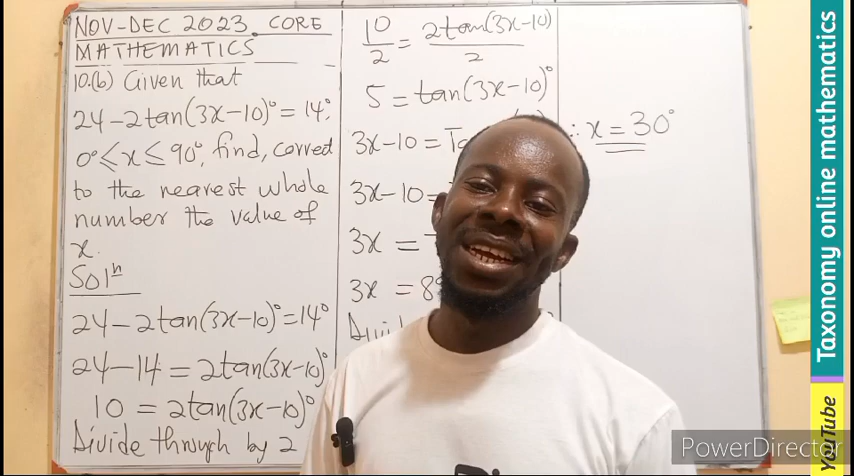 NOV-DEC 2023. CORE
MATHEMATICS
10.(b) Given that
24-2tan(3x-10)°=14°,
0°≤x≤90°, find, correct
to the nearest whole
number the value of
x.
Solⁿ
24-2tan(3x-10)°=14°
24-14=2tan(3x-10)°
10=2tan(3x-10)°
Divide through by 2
10/2=2tan(3x-10)°/2
5=tan(3x-10)°
3x-10=
3x-10=
3x=
3x=
∴ x=30°
Taxonomy online mathematics
YouTube
PowerDirector